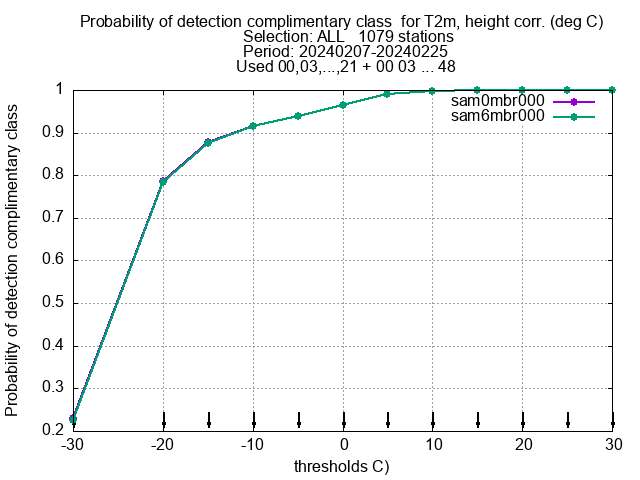 Probability of detection complimentary class  for T2m, height corr. (deg C)
Selection: ALL   1079 stations
Period: 20240207-20240225
Used 00,03,...,21 + 00 03 ... 48
sam0mbr000
sam6mbr000
Probability of detection complimentary class
1
0.9
0.8
0.7
0.6
0.5
0.4
0.3
0.2
-30 -20 -10 0 10 20 30
thresholds C)